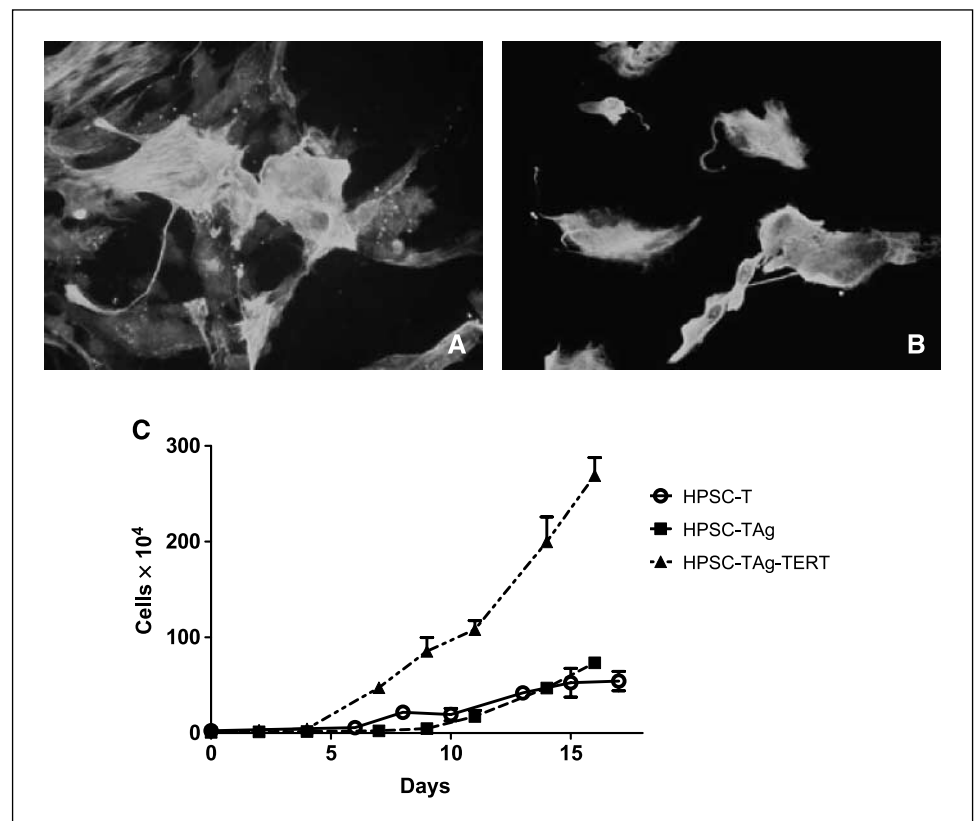 A
B
C
300
200
100
0
Cells × 10⁴
0 5 10 15
Days
HPSC-T
HPSC-TAg
HPSC-TAg-TERT